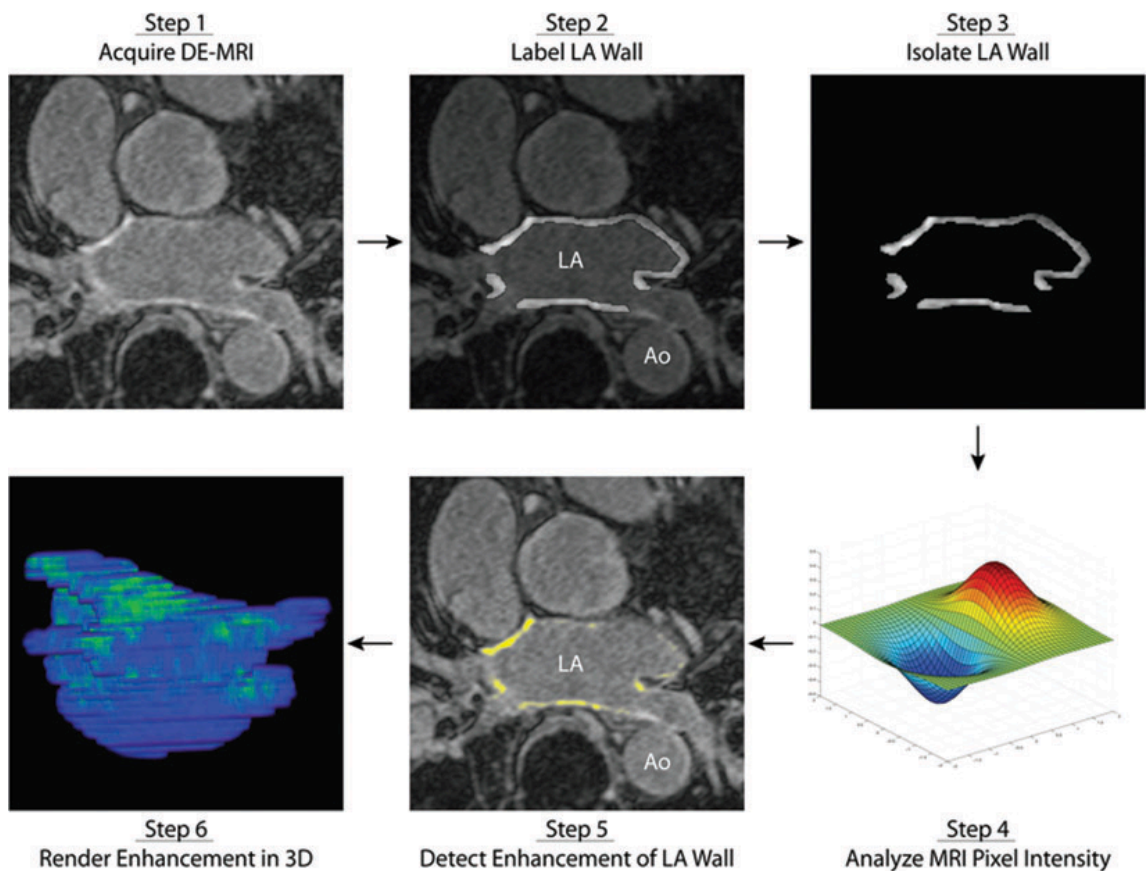 Step 1
Acquire DE-MRI
Step 2
Label LA Wall
Step 3
Isolate LA Wall
LA
Ao
LA
Ao
Step 6
Render Enhancement in 3D
Step 5
Detect Enhancement of LA Wall
Step 4
Analyze MRI Pixel Intensity